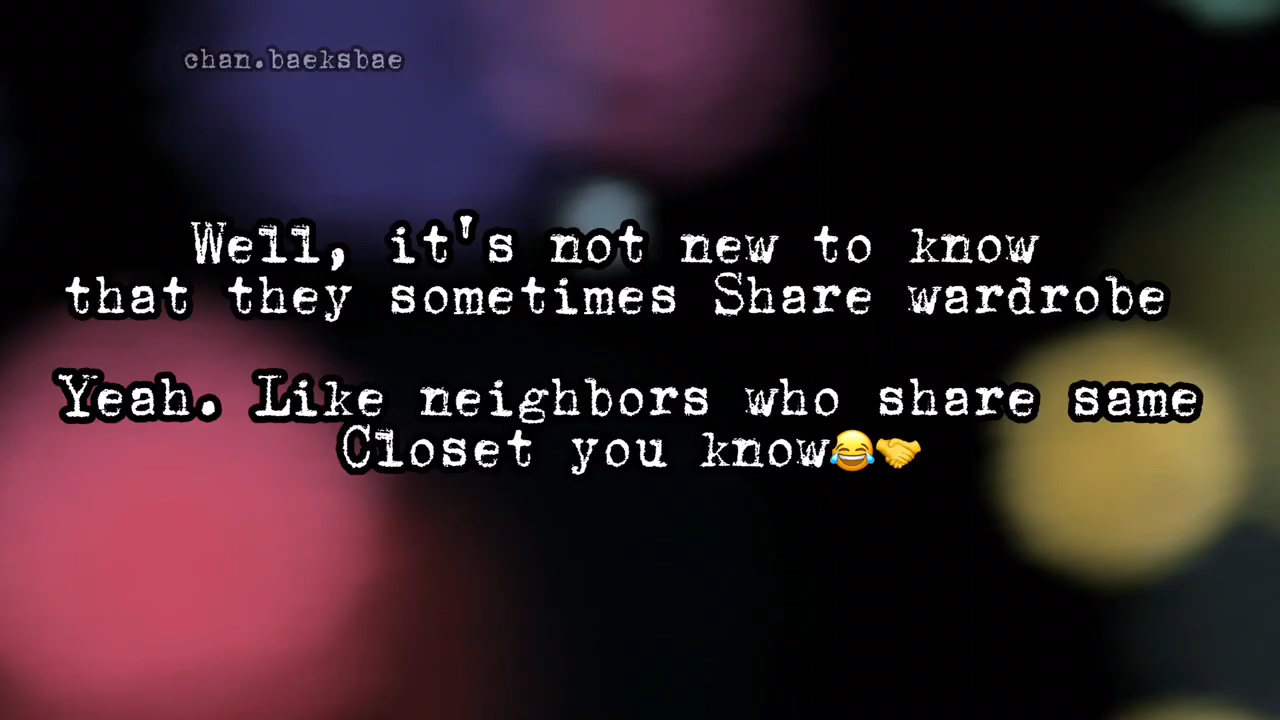 chan.baeksbae
Well, it's not new to know
that they sometimes Share wardrobe
Yeah. Like neighbors who share same
Closet you know😂🤝